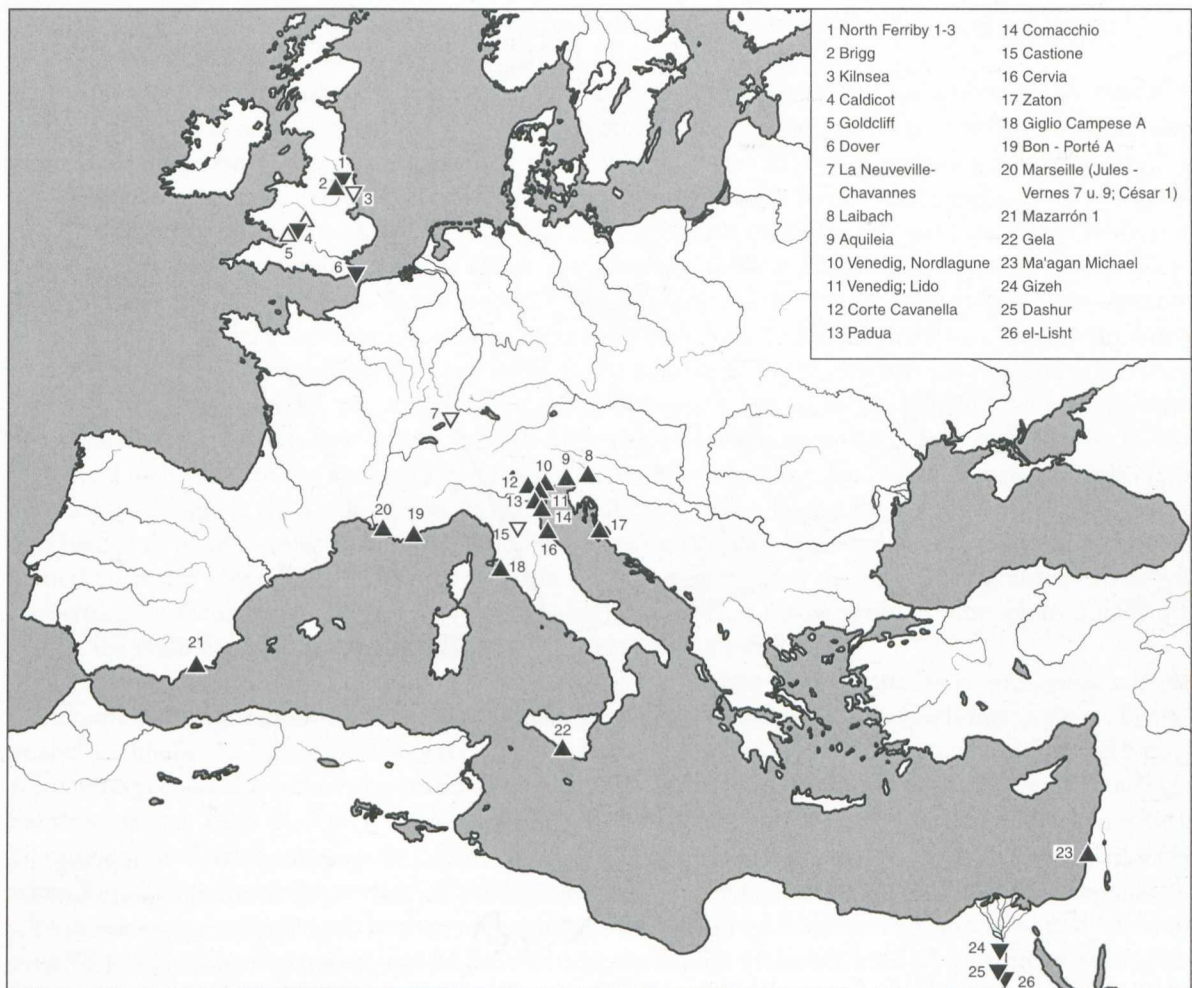 1 North Ferriby 1-3
2 Brigg
3 Kilnsea
4 Caldicot
5 Goldcliff
6 Dover
7 La Neuveville-
Chavannes
8 Laibach
9 Aquileia
10 Venedig, Nordlagune
11 Venedig; Lido
12 Corte Cavanella
13 Padua
14 Comacchio
15 Castione
16 Cervia
17 Zaton
18 Giglio Campese A
19 Bon - Porté A
20 Marseille (Jules -
Vernes 7 u. 9; César 1)
21 Mazarrón 1
22 Gela
23 Ma'agan Michael
24 Gizeh
25 Dashur
26 el-Lisht
1
2
3
4
5
6
7
8
9
10
12
11
13
14
15
16
17
18
19
20
21
22
23
24
25
26